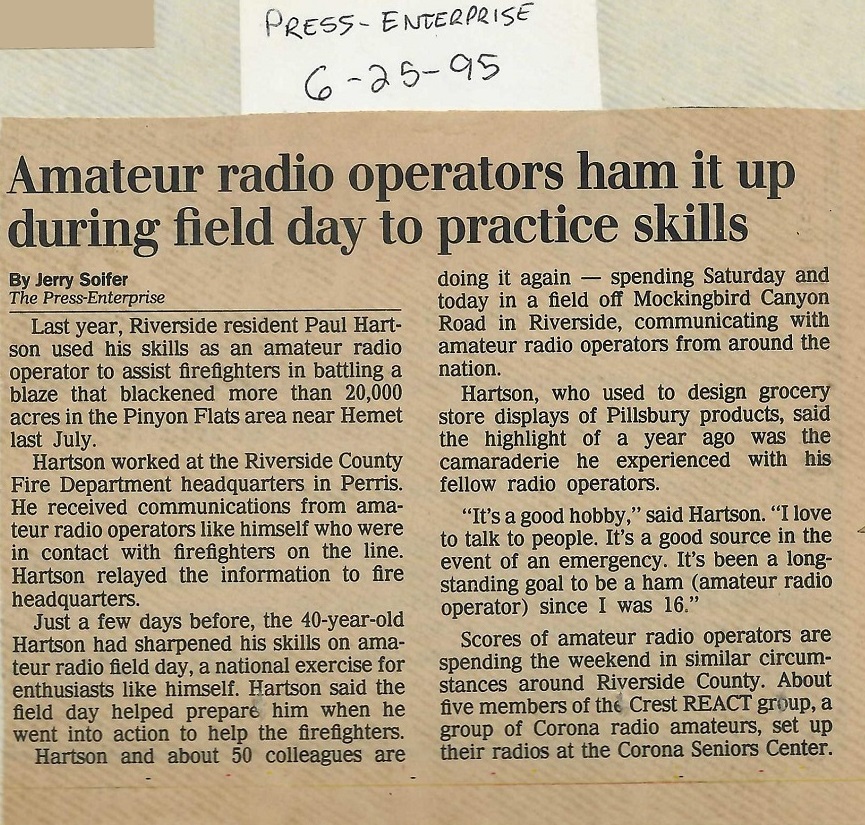 PRESS-ENTERPRISE
6-25-95
Amateur radio operators ham it up
during field day to practice skills
By Jerry Soifer
The Press-Enterprise
Last year, Riverside resident Paul Hart-
son used his skills as an amateur radio
operator to assist firefighters in battling a
blaze that blackened more than 20,000
acres in the Pinyon Flats area near Hemet
last July.
Hartson worked at the Riverside County
Fire Department headquarters in Perris.
He received communications from ama-
teur radio operators like himself who were
in contact with firefighters on the line.
Hartson relayed the information to fire
headquarters.
Just a few days before, the 40-year-old
Hartson had sharpened his skills on ama-
teur radio field day, a national exercise for
enthusiasts like himself. Hartson said the
field day helped prepare him when he
went into action to help the firefighters.
Hartson and about 50 colleagues are
doing it again — spending Saturday and
today in a field off Mockingbird Canyon
Road in Riverside, communicating with
amateur radio operators from around the
nation.
Hartson, who used to design grocery
store displays of Pillsbury products, said
the highlight of a year ago was the
camaraderie he experienced with his
fellow radio operators.
“It's a good hobby,” said Hartson. “I love
to talk to people. It's a good source in the
event of an emergency. It's been a long-
standing goal to be a ham (amateur radio
operator) since I was 16.”
Scores of amateur radio operators are
spending the weekend in similar circum-
stances around Riverside County. About
five members of the Crest REACT group, a
group of Corona radio amateurs, set up
their radios at the Corona Seniors Center.